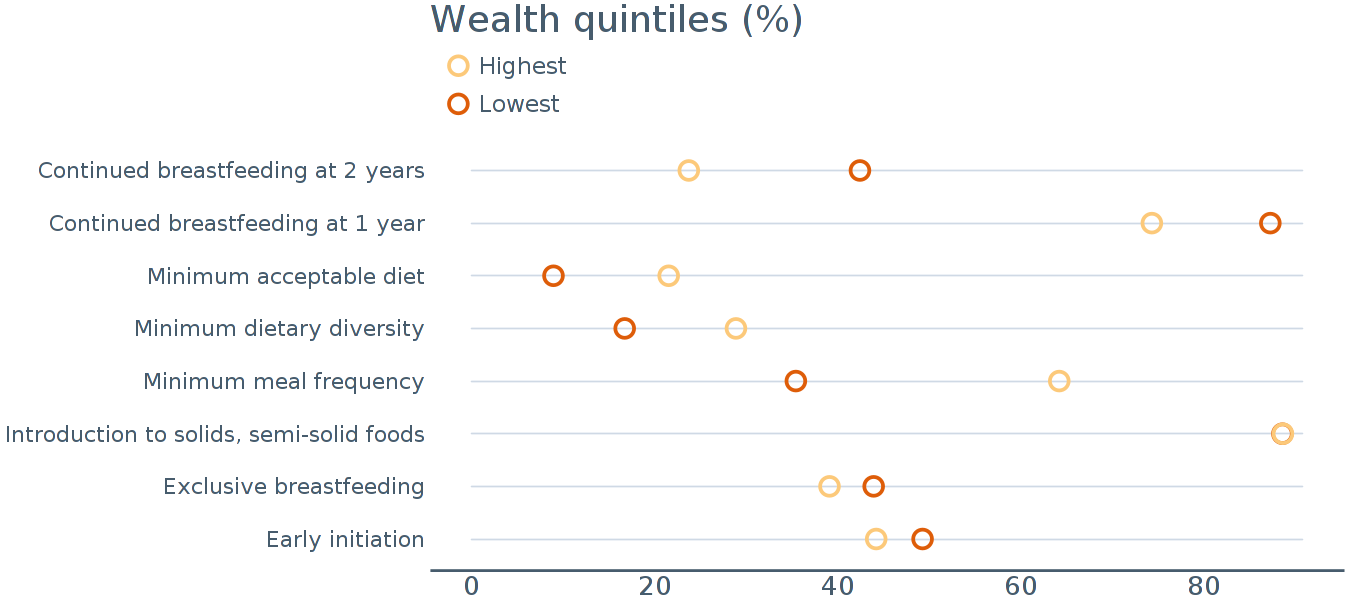 Wealth quintiles (%)
Highest
Lowest
Continued breastfeeding at 2 years
Continued breastfeeding at 1 year
Minimum acceptable diet
Minimum dietary diversity
Minimum meal frequency
Introduction to solids, semi-solid foods
Exclusive breastfeeding
Early initiation
0 20 40 60 80